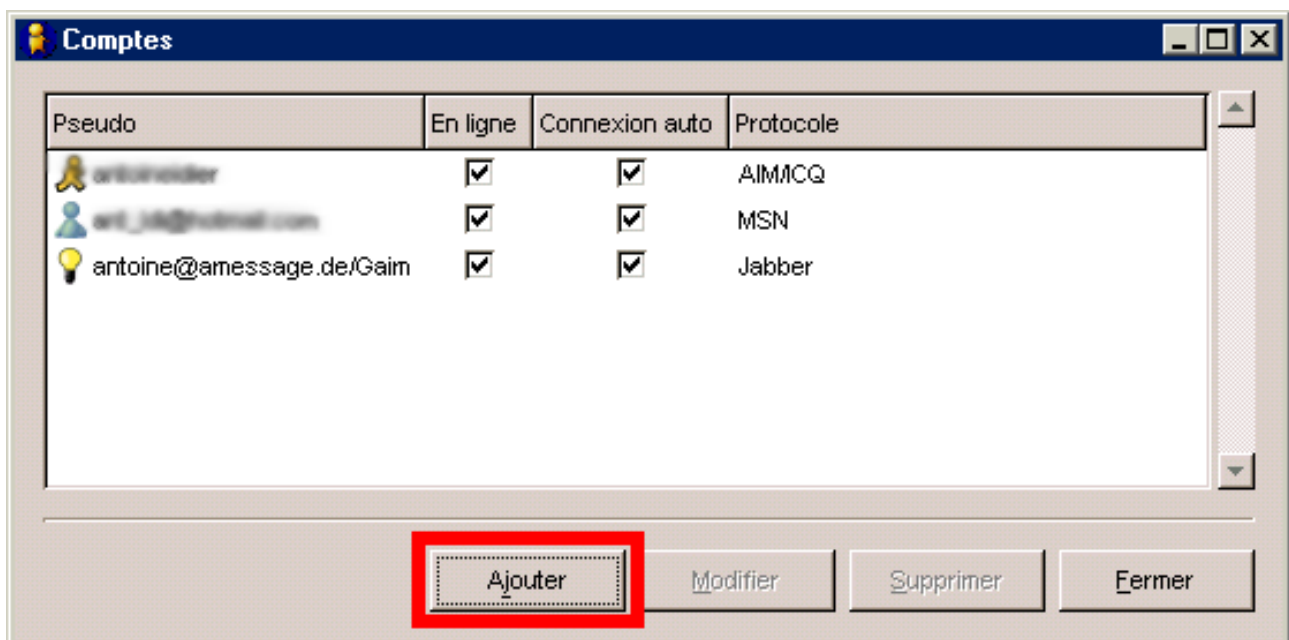 Comptes
Pseudo En ligne Connexion auto Protocole
AIM/ICQ
MSN
antoine@amessage.de/Gaim Jabber
Ajouter Modifier Supprimer Fermer